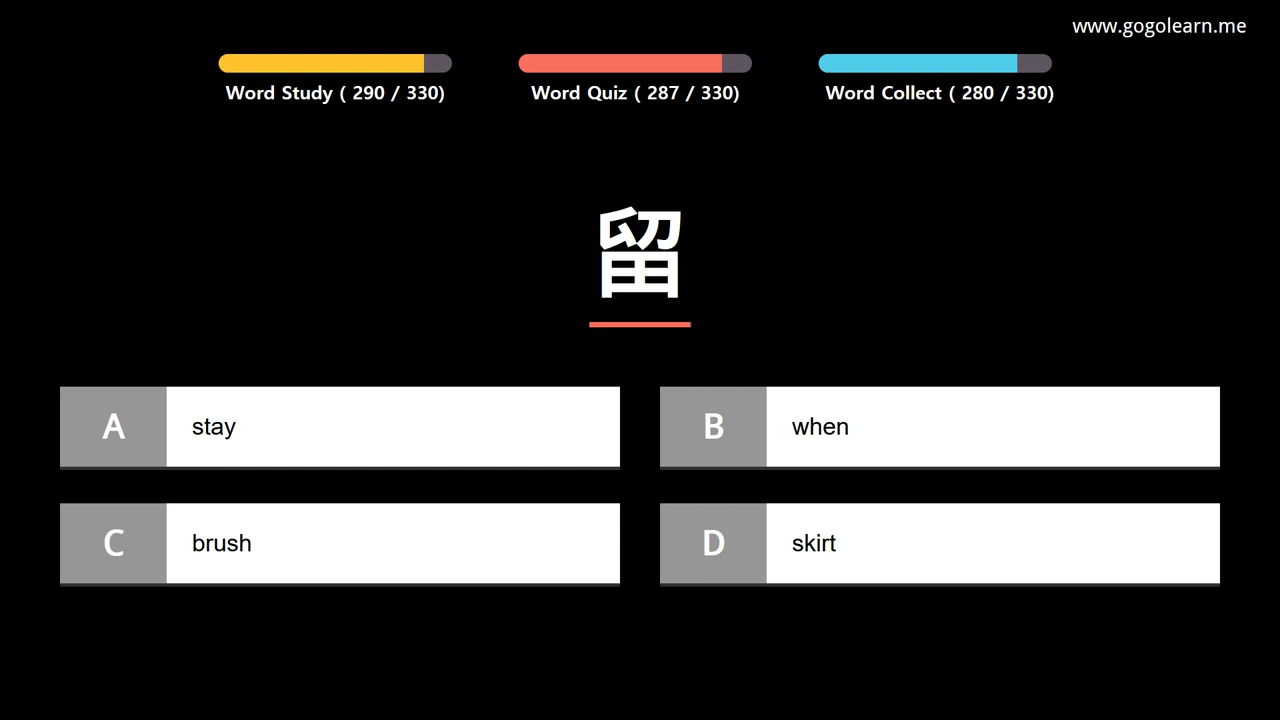 www.gogolearn.me
Word Study ( 290 / 330)
Word Quiz ( 287 / 330)
Word Collect ( 280 / 330)
留
A stay
B when
C brush
D skirt